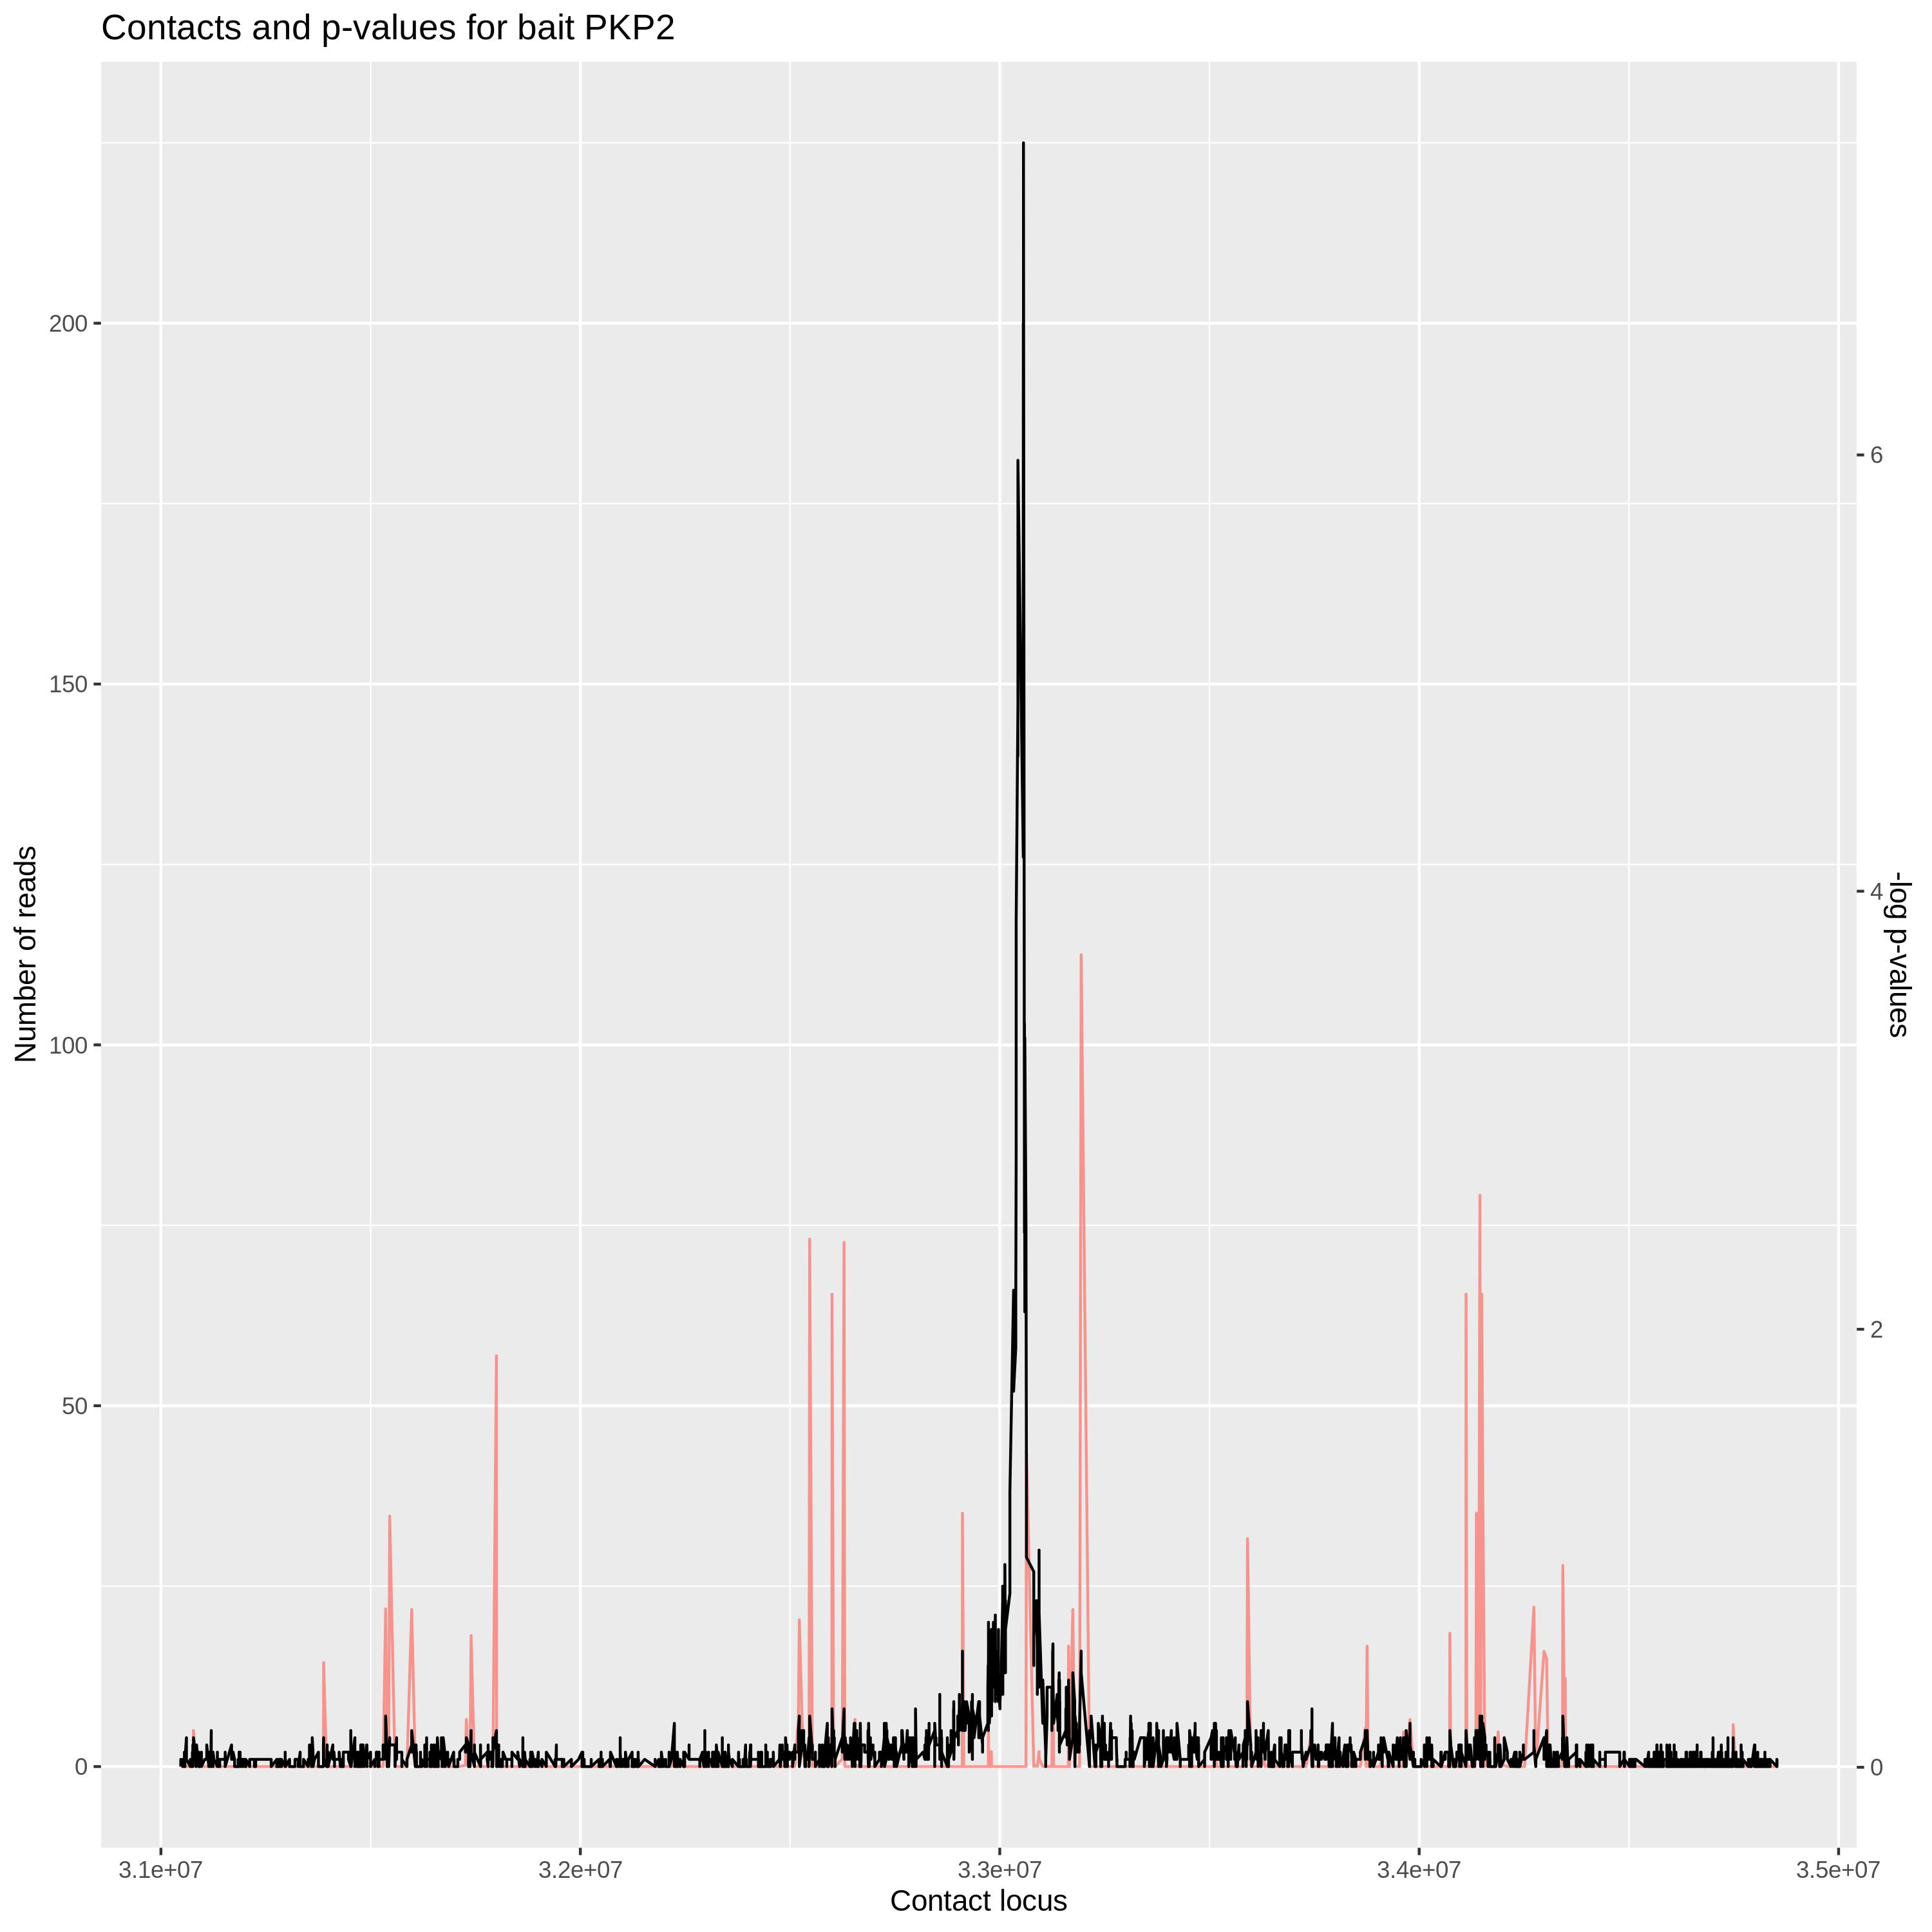 Contacts and p-values for bait PKP2
Number of reads
200
150
100
50
0
6
4
2
0
-log p-values
3.1e+07
3.2e+07
3.3e+07
3.4e+07
3.5e+07
Contact locus